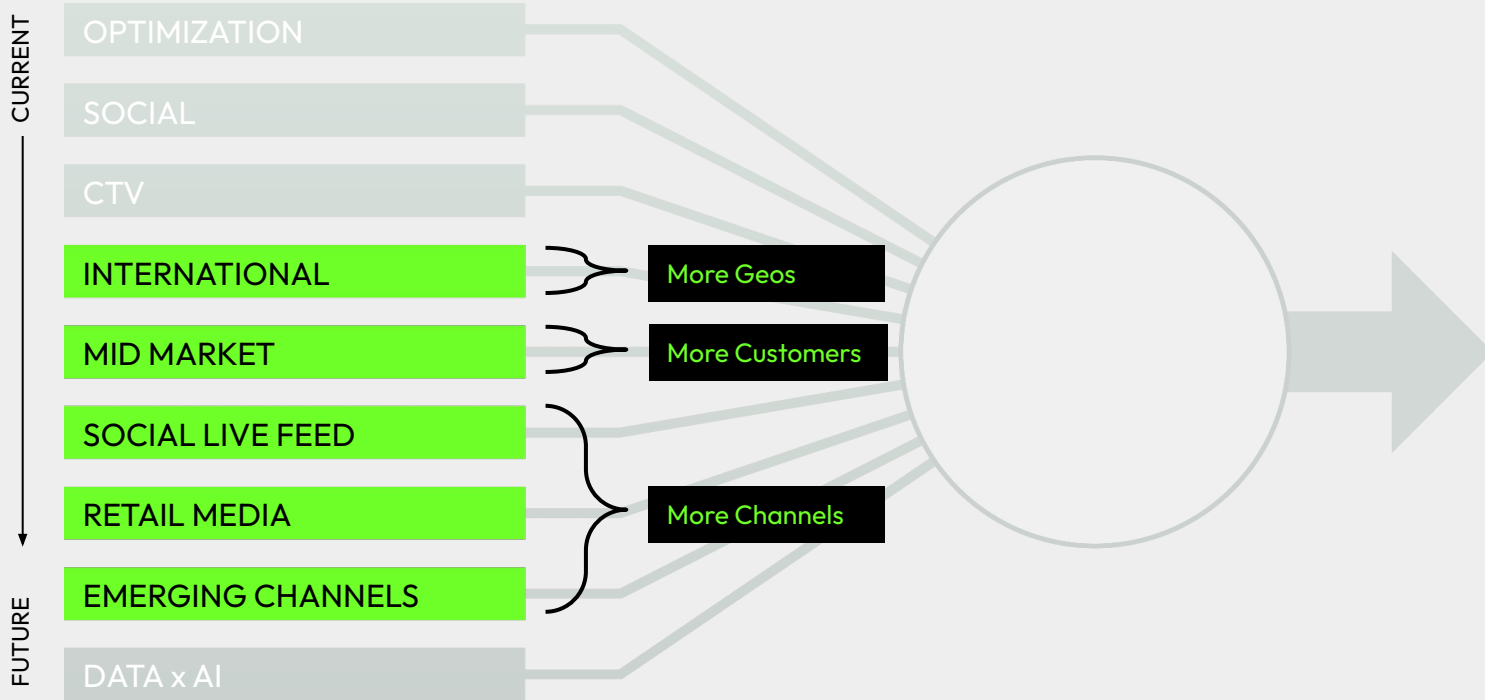 CURRENT
OPTIMIZATION
SOCIAL
CTV
INTERNATIONAL
More Geos
MID MARKET
More Customers
SOCIAL LIVE FEED
RETAIL MEDIA
More Channels
EMERGING CHANNELS
FUTURE
DATA x AI